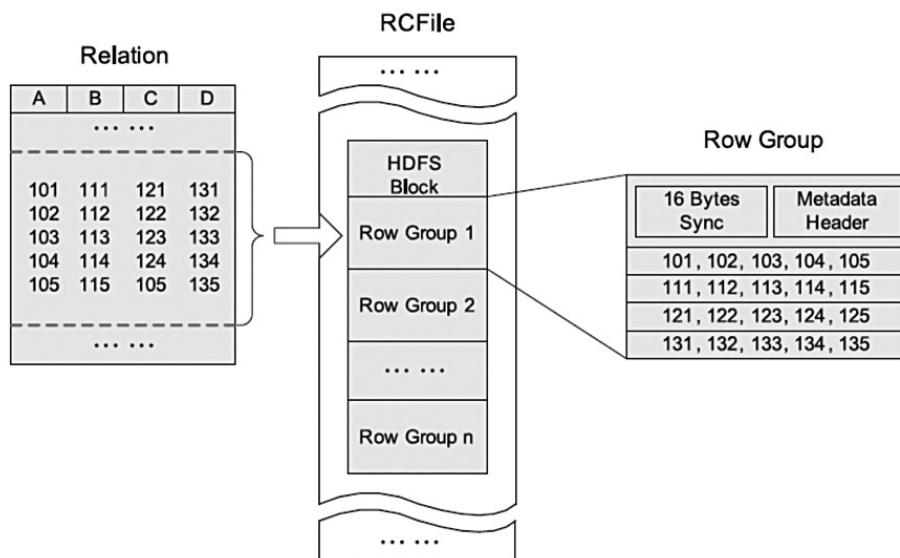 RCFile
Relation
A B C D
... ...
101 111 121 131
102 112 122 132
103 113 123 133
104 114 124 134
105 115 105 135
... ...
... ...
HDFS
Block
Row Group 1
Row Group 2
... ...
Row Group n
... ...
Row Group
16 Bytes
Sync
Metadata
Header
101, 102, 103, 104, 105
111, 112, 113, 114, 115
121, 122, 123, 124, 125
131, 132, 133, 134, 135